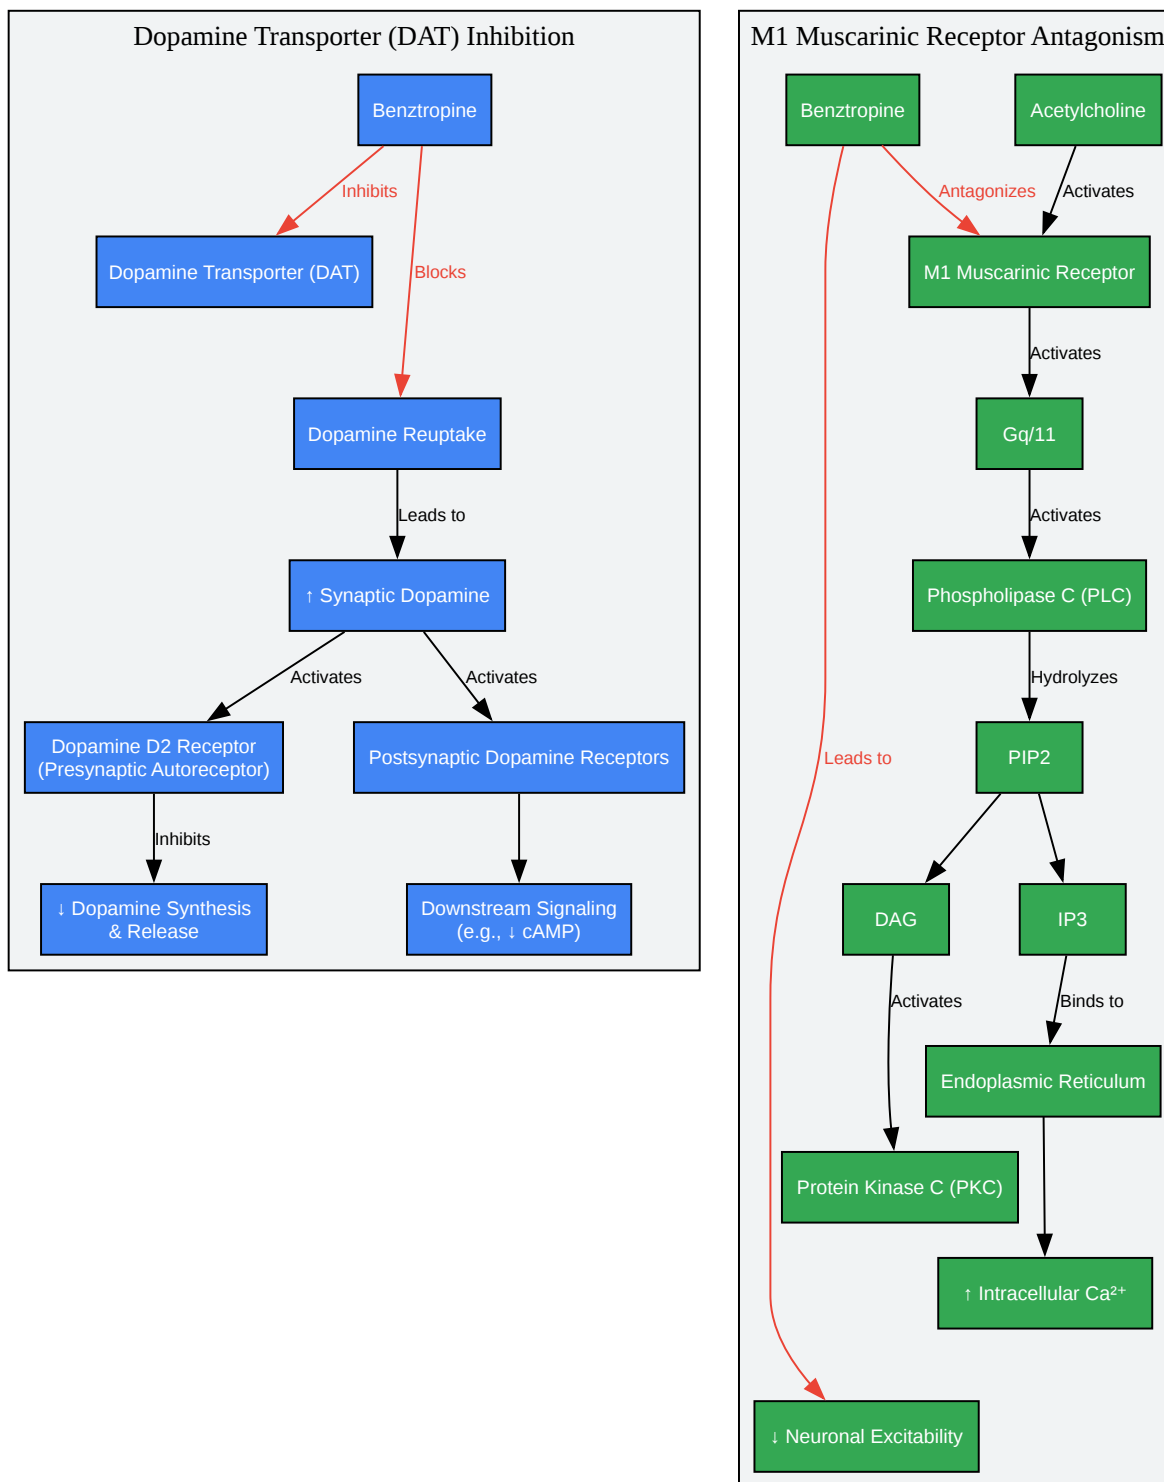 Dopamine Transporter (DAT) Inhibition
Benztropine
Inhibits
Dopamine Transporter (DAT)
Blocks
Dopamine Reuptake
Leads to
↑ Synaptic Dopamine
Activates
Activates
Dopamine D2 Receptor
(Presynaptic Autoreceptor)
Postsynaptic Dopamine Receptors
Inhibits
↓ Dopamine Synthesis
& Release
Downstream Signaling
(e.g., ↓ cAMP)
M1 Muscarinic Receptor Antagonism
Benztropine
Acetylcholine
Antagonizes
Activates
M1 Muscarinic Receptor
Activates
Gq/11
Activates
Phospholipase C (PLC)
Hydrolyzes
PIP2
Leads to
DAG
IP3
Activates
Binds to
Endoplasmic Reticulum
Protein Kinase C (PKC)
↑ Intracellular Ca²⁺
↓ Neuronal Excitability